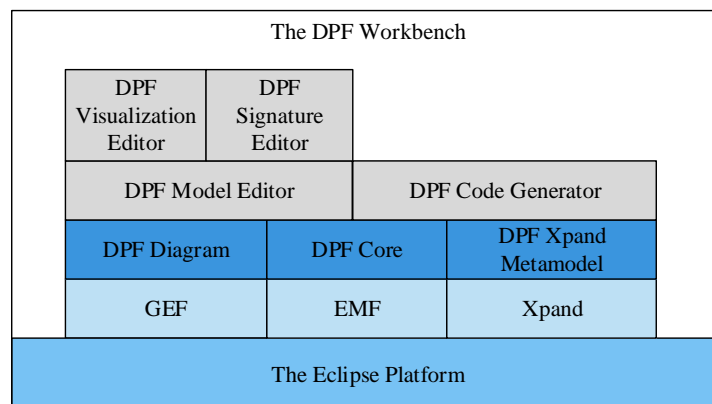 The DPF Workbench
DPF
Visualization
Editor
DPF
Signature
Editor
DPF Model Editor
DPF Code Generator
DPF Diagram
DPF Core
DPF Xpand
Metamodel
GEF
EMF
Xpand
The Eclipse Platform